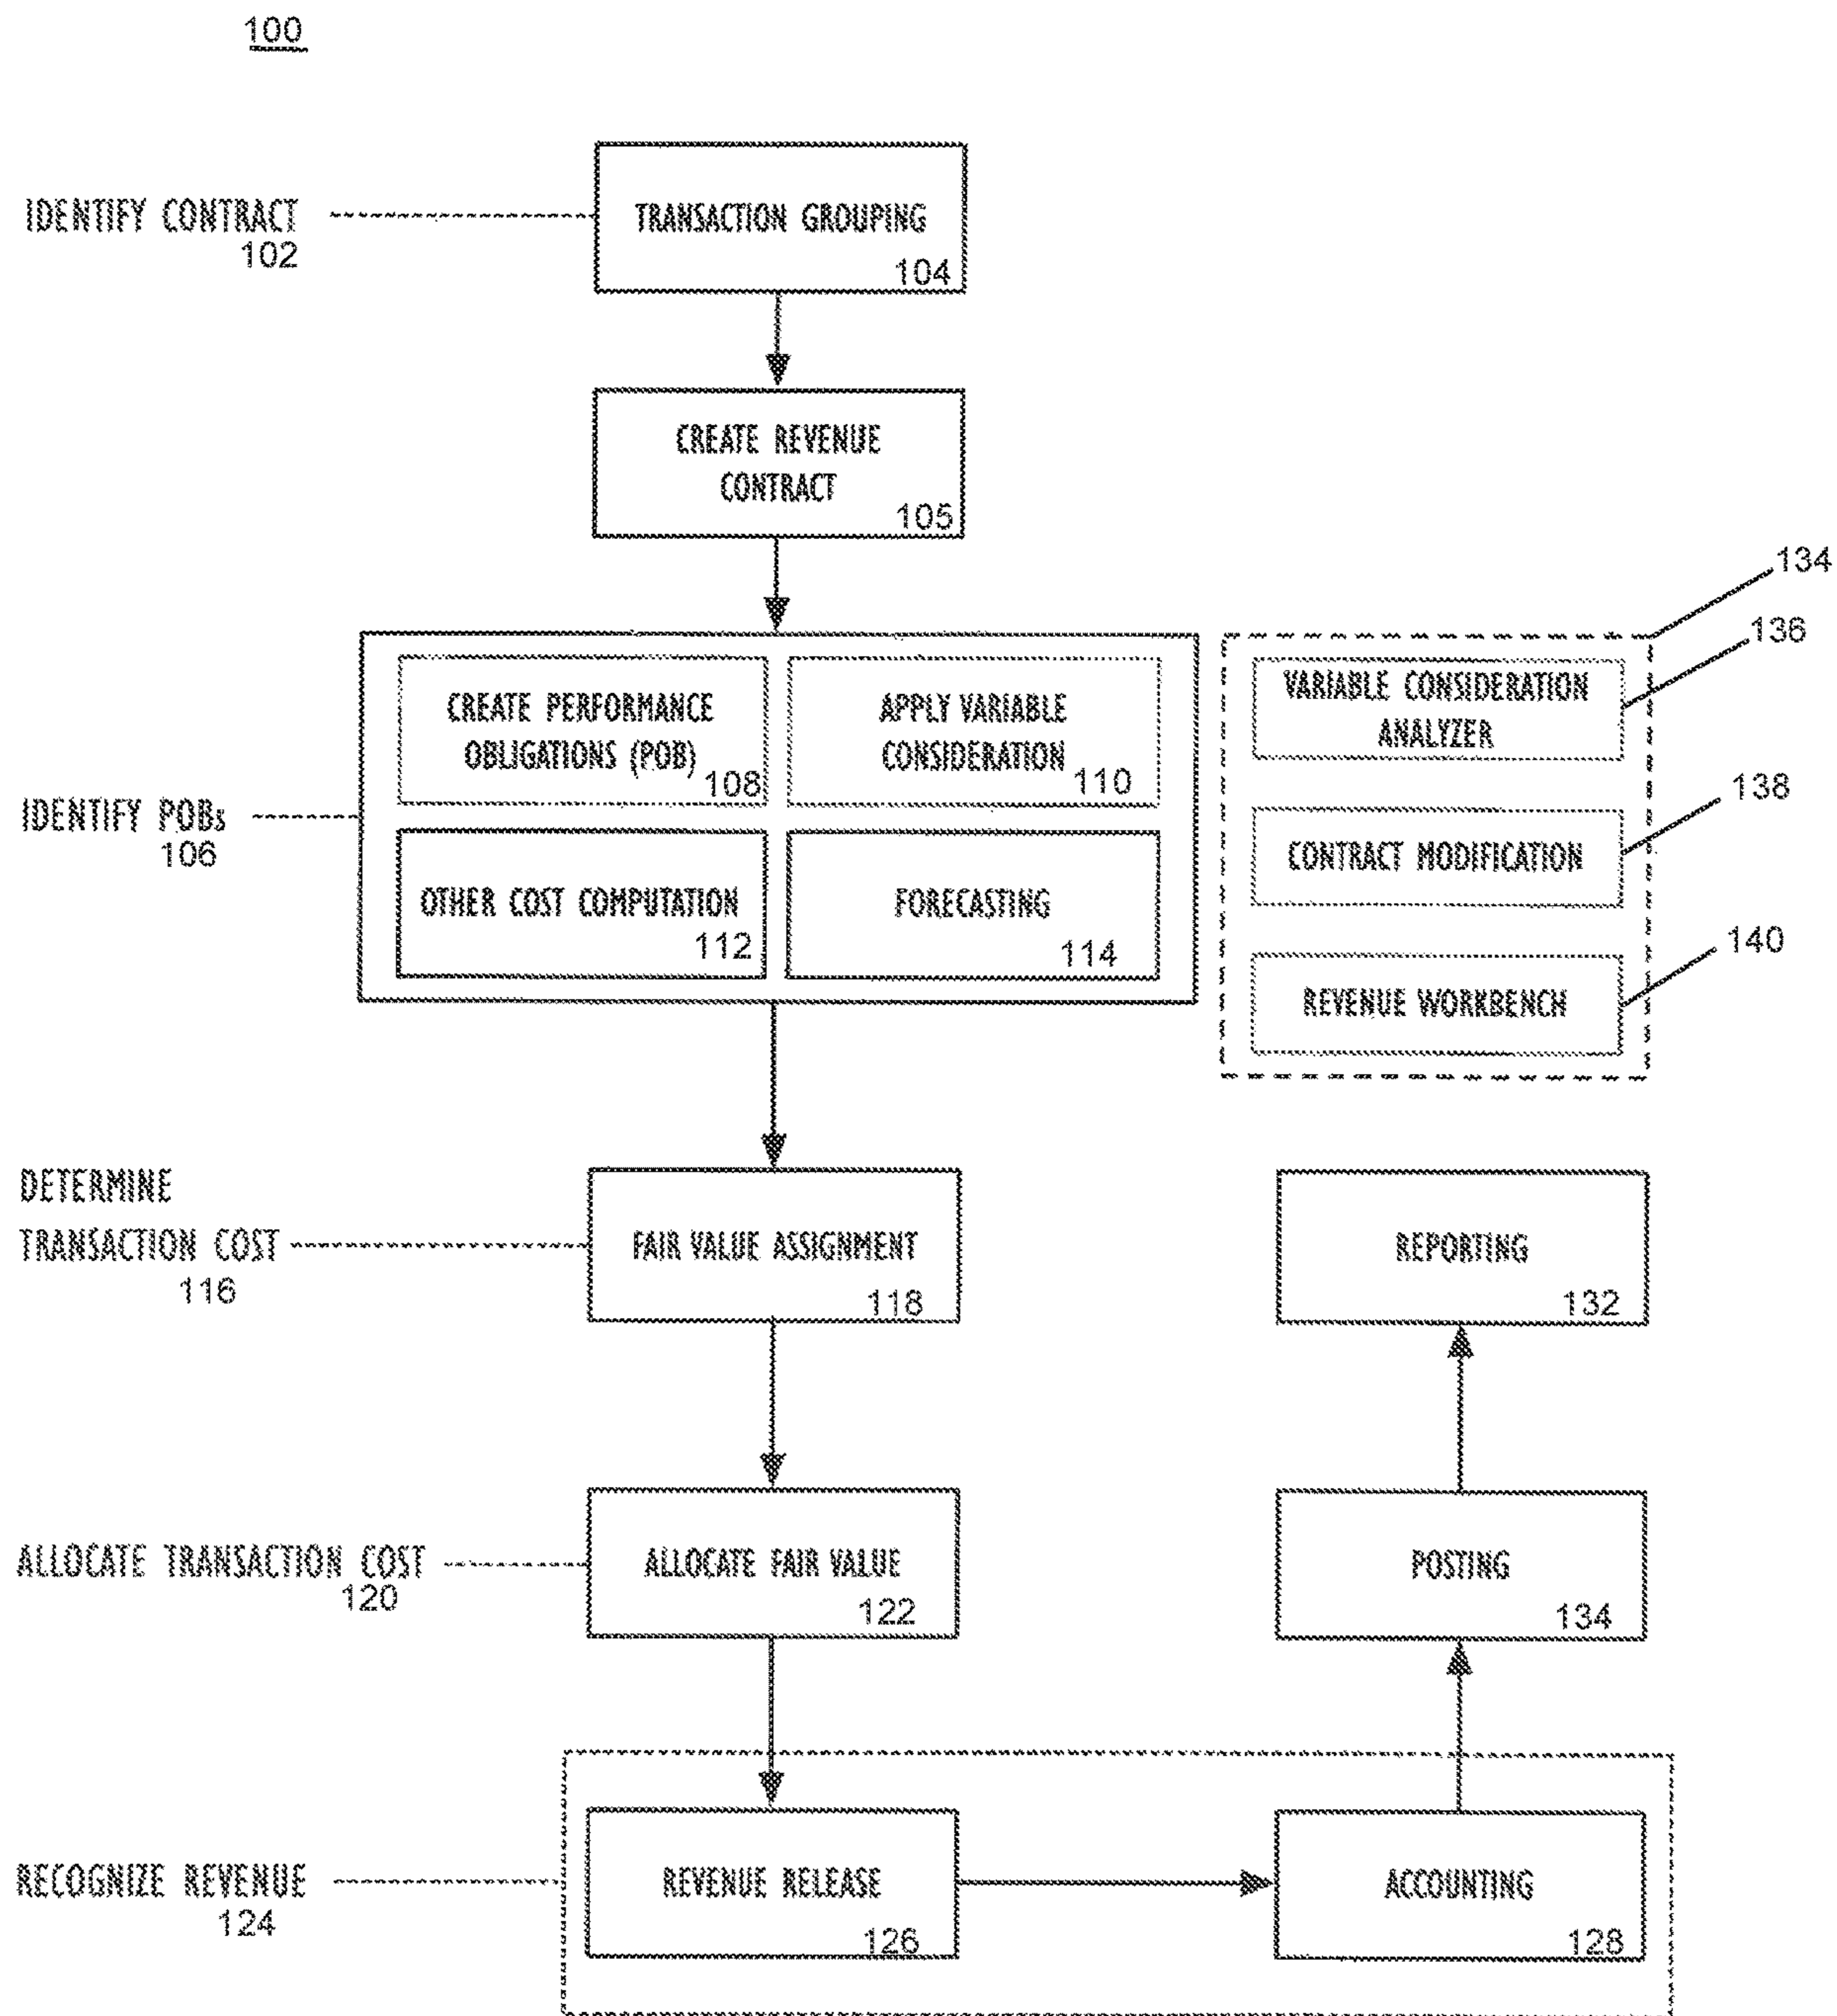 100
IDENTIFY CONTRACT
102
TRANSACTION GROUPING
104
CREATE REVENUE
CONTRACT
105
IDENTIFY POBs
106
CREATE PERFORMANCE
OBLIGATIONS (POB)
108
APPLY VARIABLE
CONSIDERATION
110
OTHER COST COMPUTATION
112
FORECASTING
114
134
VARIABLE CONSIDERATION
ANALYZER
136
CONTRACT MODIFICATION
138
REVENUE WORKBENCH
140
DETERMINE
TRANSACTION COST
116
FAIR VALUE ASSIGNMENT
118
REPORTING
132
ALLOCATE TRANSACTION COST
120
ALLOCATE FAIR VALUE
122
POSTING
134
RECOGNIZE REVENUE
124
REVENUE RELEASE
126
ACCOUNTING
128